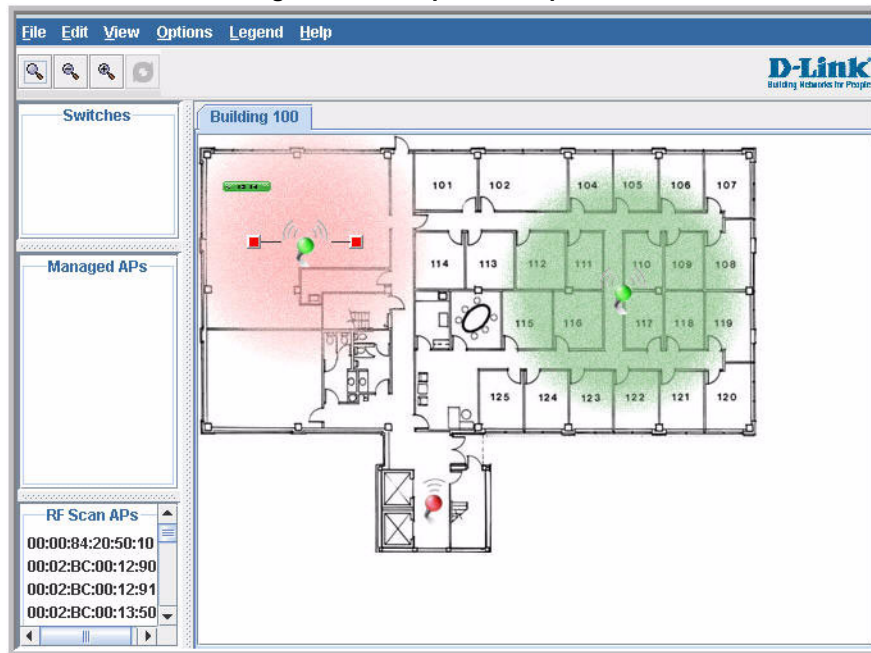 File Edit View Options Legend Help
D-Link
Building Networks for People
Switches
Building 100
101 102 104 105 106 107
114 113 112 111 110 109 108
115 116 117 118 119
125 124 123 122 121 120
Managed APs
RF Scan APs
00:00:84:20:50:10
00:02:BC:00:12:90
00:02:BC:00:12:91
00:02:BC:00:13:50